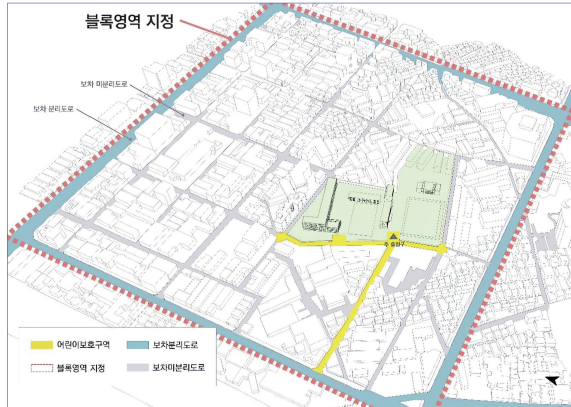 블록영역 지정
보차 미분리도로
보차 분리도로
주 출입구
어린이보호구역
보차분리도로
블록영역 지정
보차미분리도로